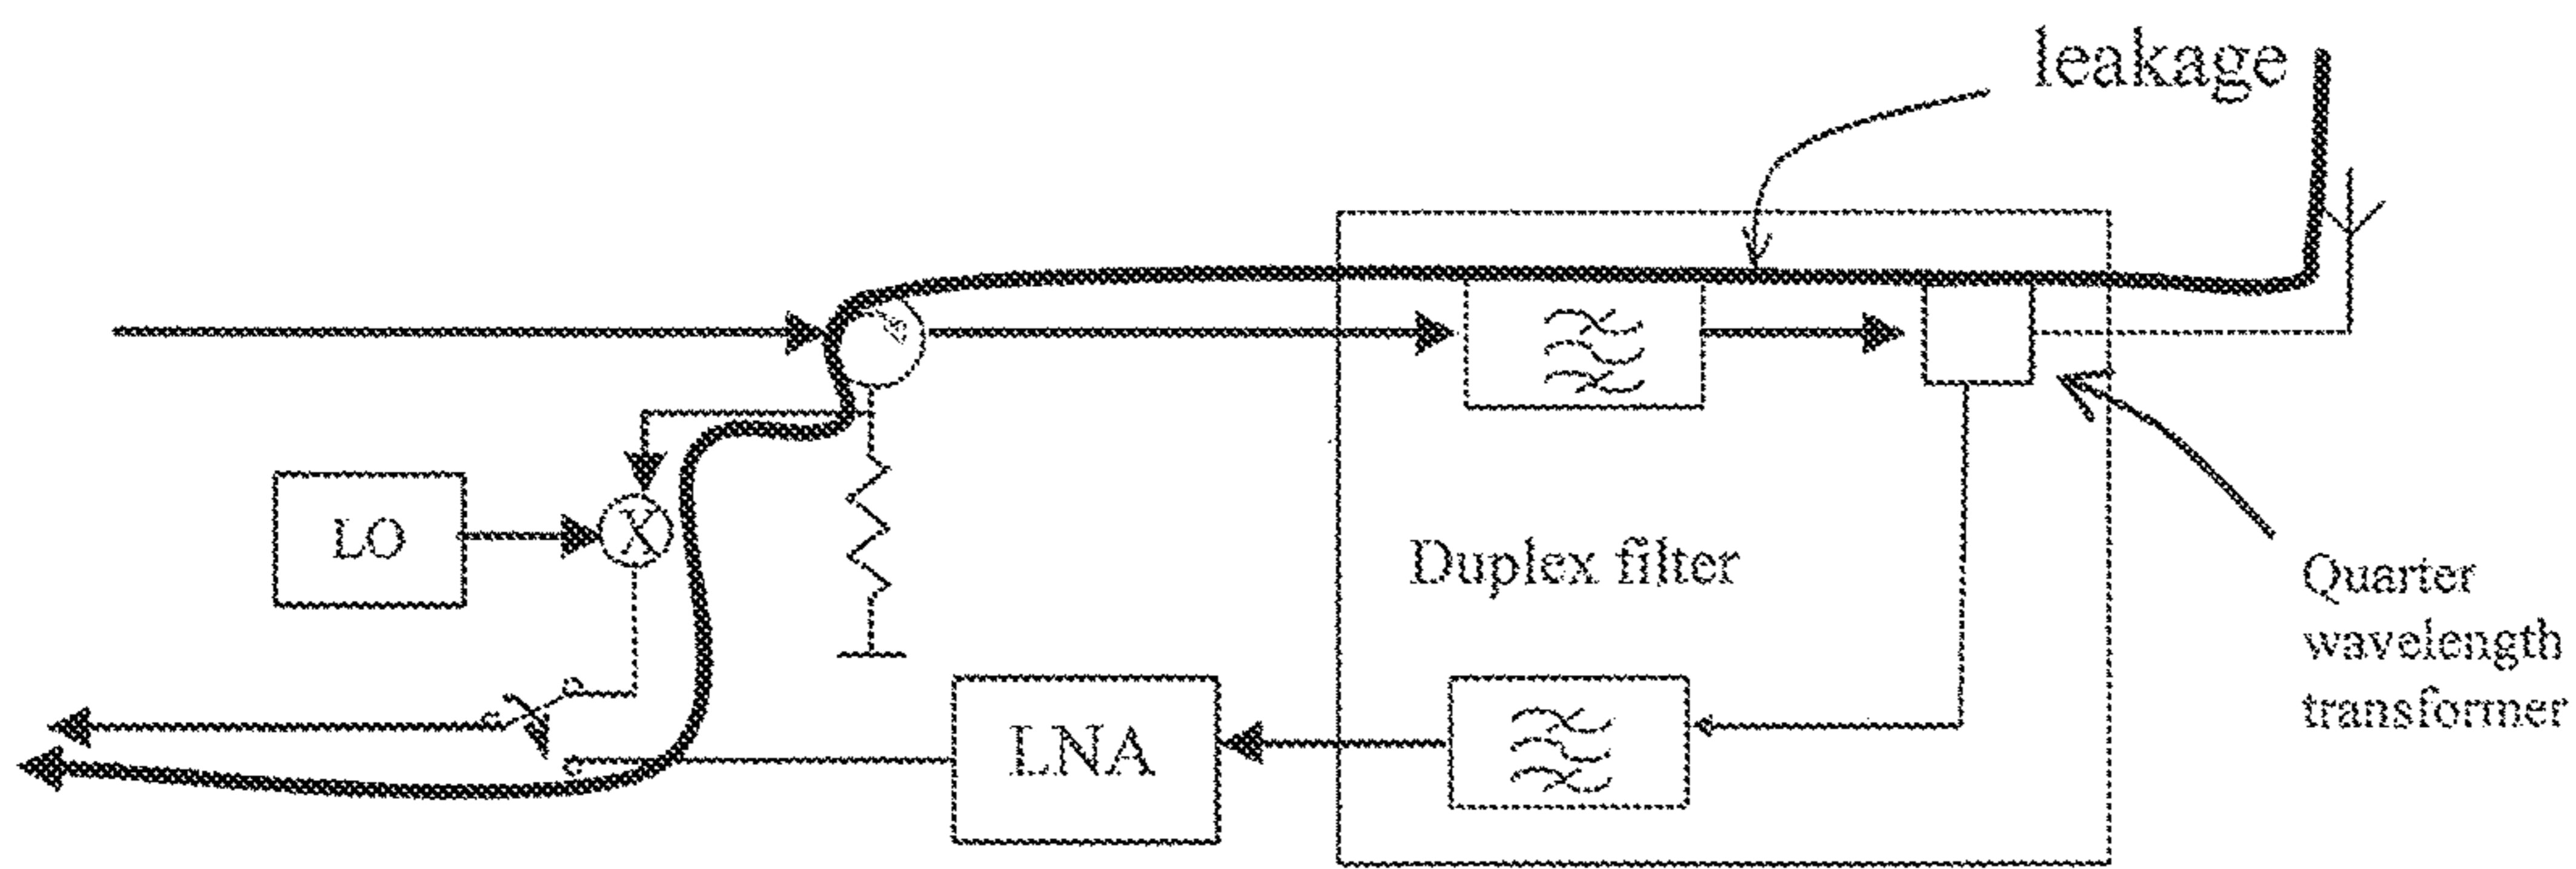 leakage
LO
X
Duplex filter
Quarter
wavelength
transformer
LNA